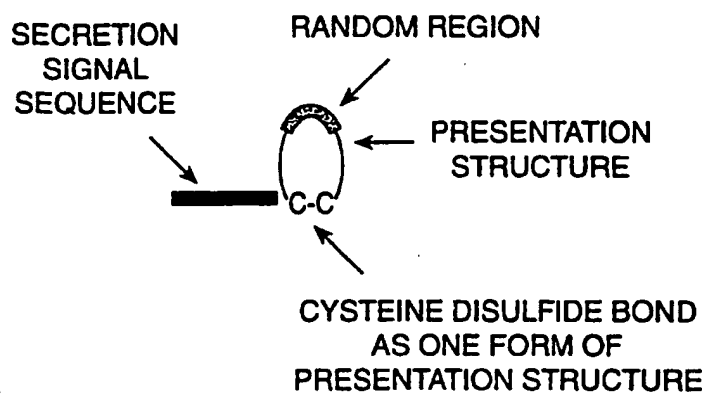 SECRETION
SIGNAL
SEQUENCE
RANDOM REGION
PRESENTATION
STRUCTURE
C-C
CYSTEINE DISULFIDE BOND
AS ONE FORM OF
PRESENTATION STRUCTURE